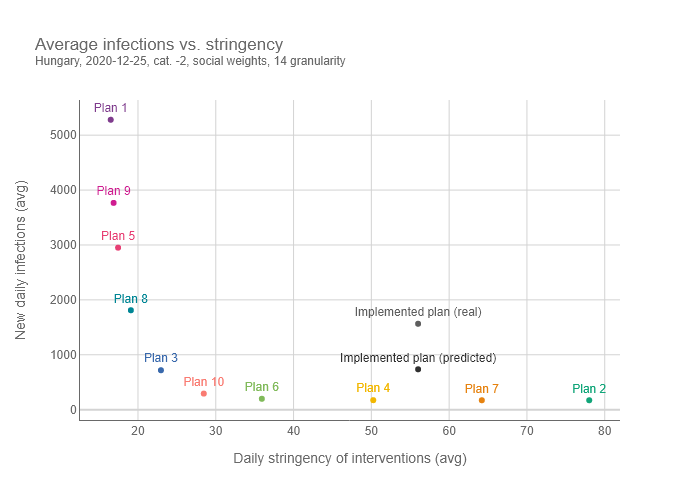 Average infections vs. stringency
Hungary, 2020-12-25, cat. -2, social weights, 14 granularity
Plan 1
5000
Plan 9
4000
Plan 5
3000
Plan 8
2000
Implemented plan (real)
Plan 3
Implemented plan (predicted)
1000
Plan 10
Plan 6
Plan 4
Plan 7
Plan 2
0
20
30
40
50
60
70
80
New daily infections (avg)
Daily stringency of interventions (avg)